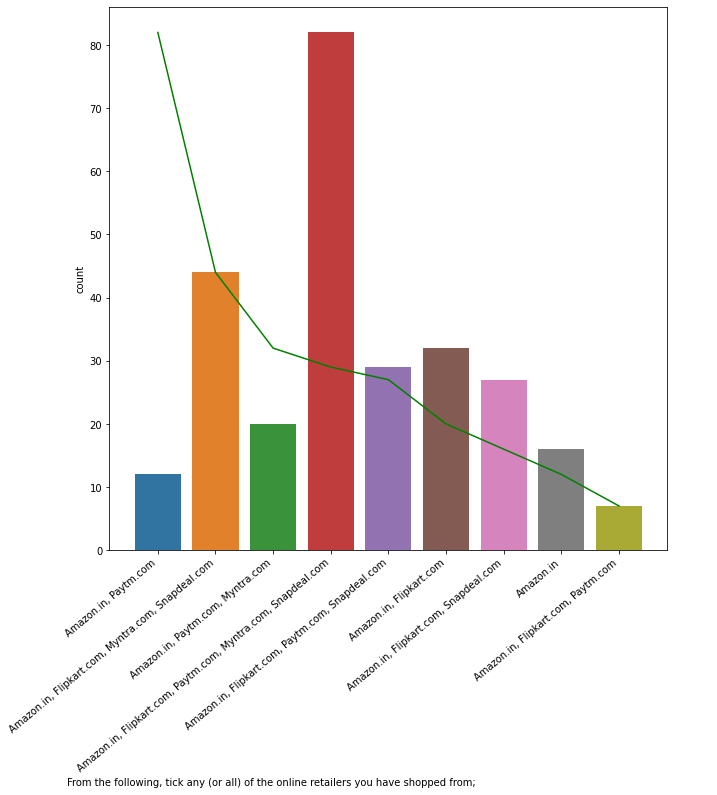 80
70
60
50
40
30
20
10
0
count
Amazon.in, Paytm.com
Amazon.in, Flipkart.com, Myntra.com, Snapdeal.com
Amazon.in, Paytm.com, Myntra.com
Amazon.in, Flipkart.com, Paytm.com, Myntra.com, Snapdeal.com
Amazon.in, Flipkart.com, Paytm.com, Snapdeal.com
Amazon.in, Flipkart.com
Amazon.in, Flipkart.com, Snapdeal.com
Amazon.in
Amazon.in, Flipkart.com, Paytm.com
From the following, tick any (or all) of the online retailers you have shopped from;